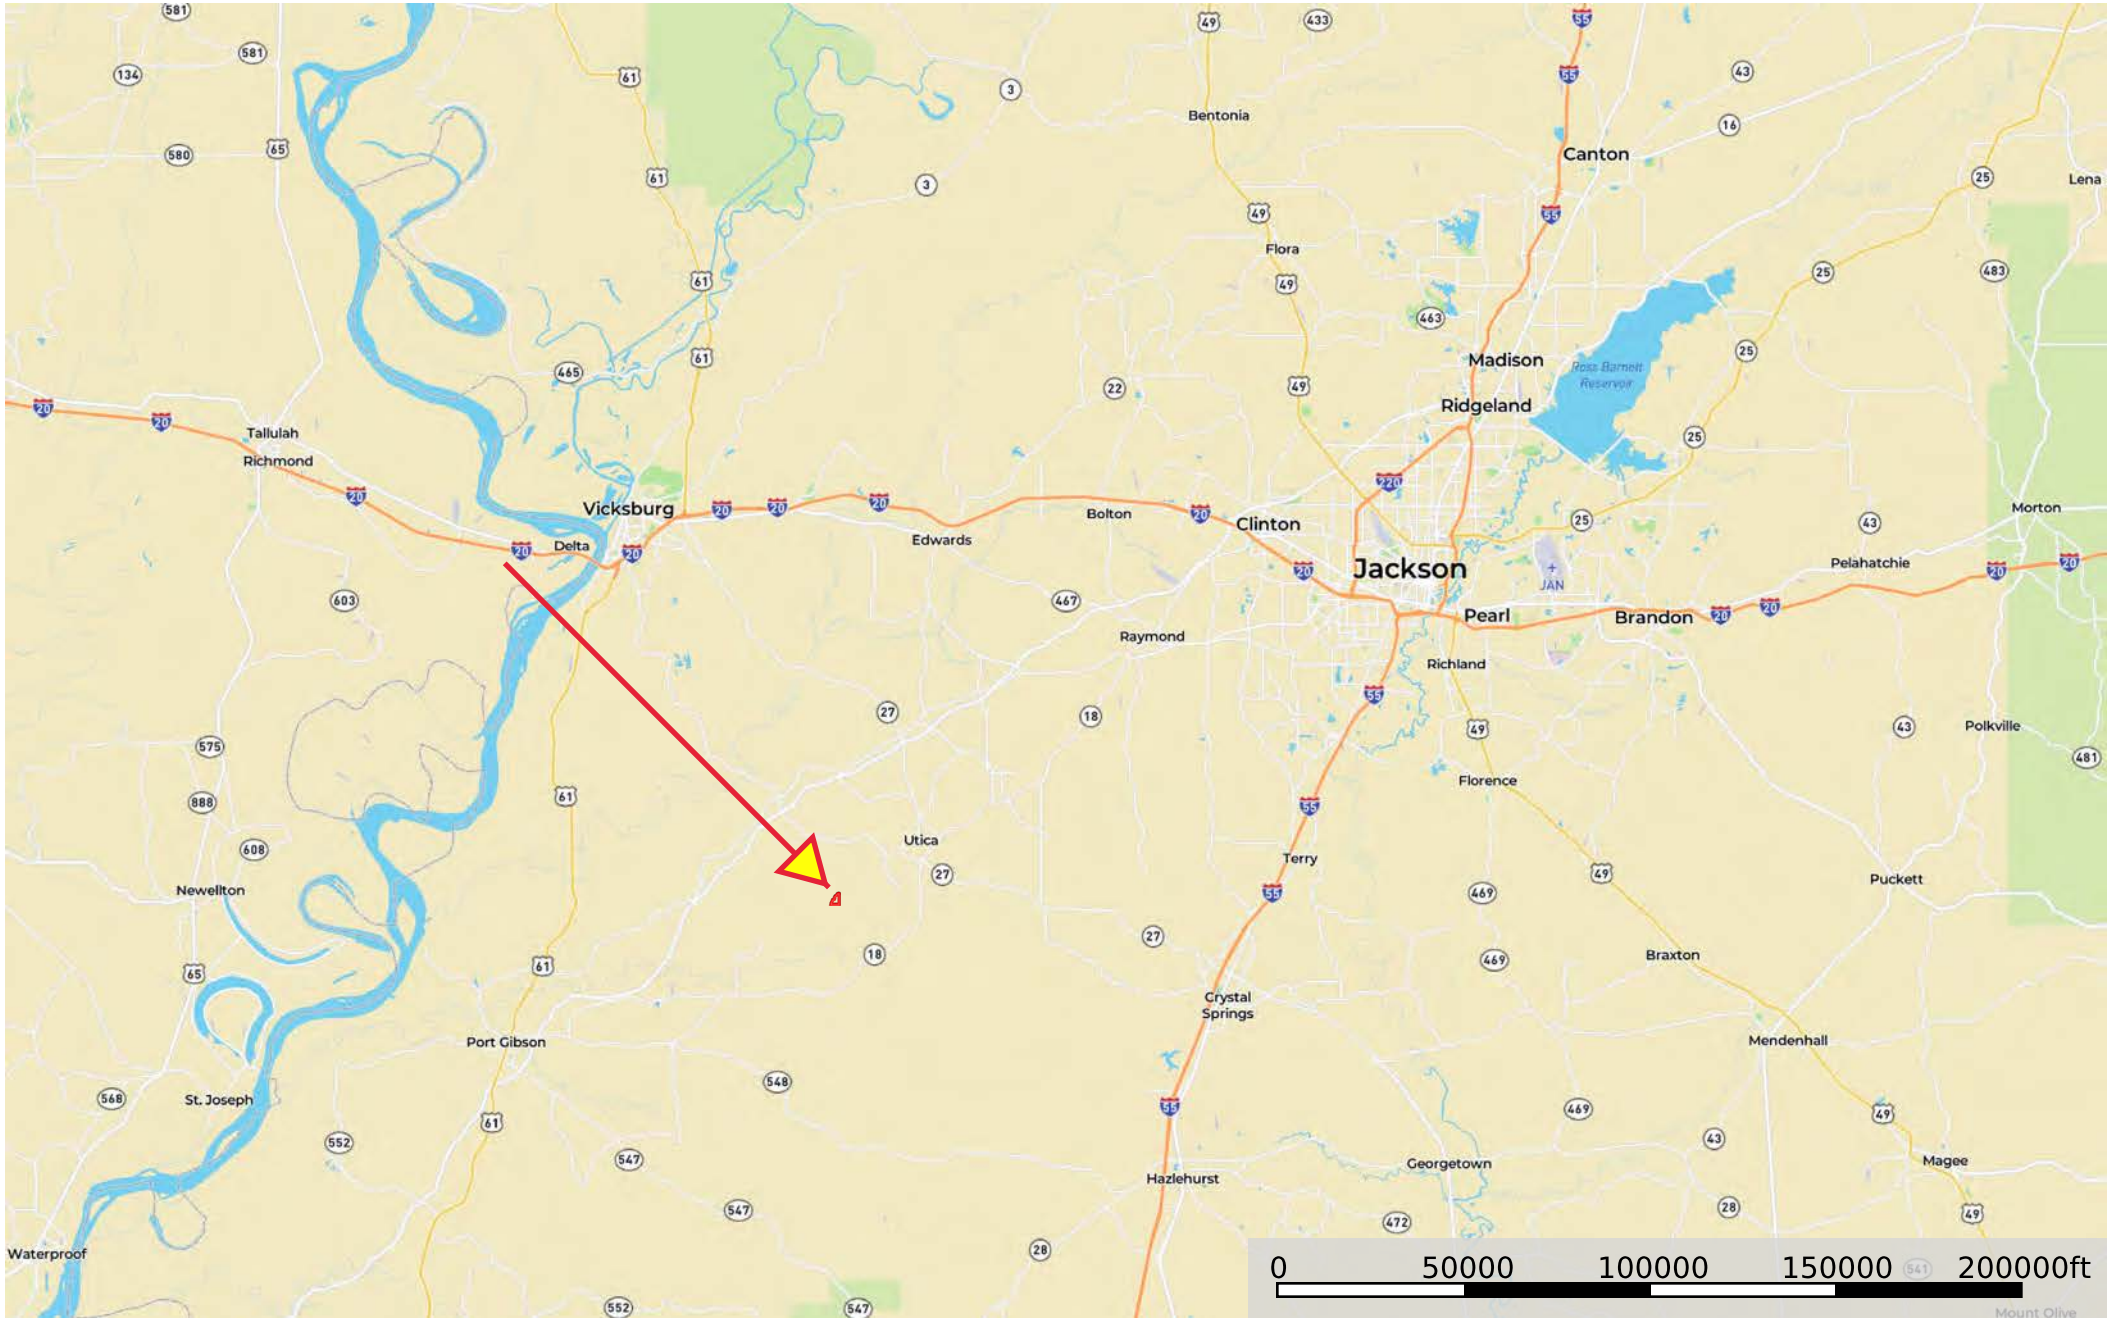 581
49
433
55
581
134
61
3
55
43
Bentonia
16
580
65
61
3
Canton
25
Lena
49
55
Flora
61
49
25
483
463
61
465
22
49
Madison
Ross Barnett
Reservoir
25
20
20
Ridgeland
Tallulah
Richmond
25
20
220
Vicksburg
20
20
20
Bolton
20
Clinton
25
43
Morton
Edwards
Delta
20
20
Jackson
20
JAN
Pelahatchie
20
20
603
467
Pearl
Brandon
20
20
Raymond
Richland
55
27
18
49
43
Polkville
575
481
Florence
888
61
55
Utica
608
Terry
Newellton
27
55
469
49
Puckett
27
18
469
Braxton
65
61
Crystal
Springs
Port Gibson
Mendenhall
548
568
St. Joseph
55
469
49
61
552
43
547
Georgetown
Magee
Hazlehurst
547
472
28
49
Waterproof
28
0 50000 100000 150000 200000ft
541
552
547
Mount Olive